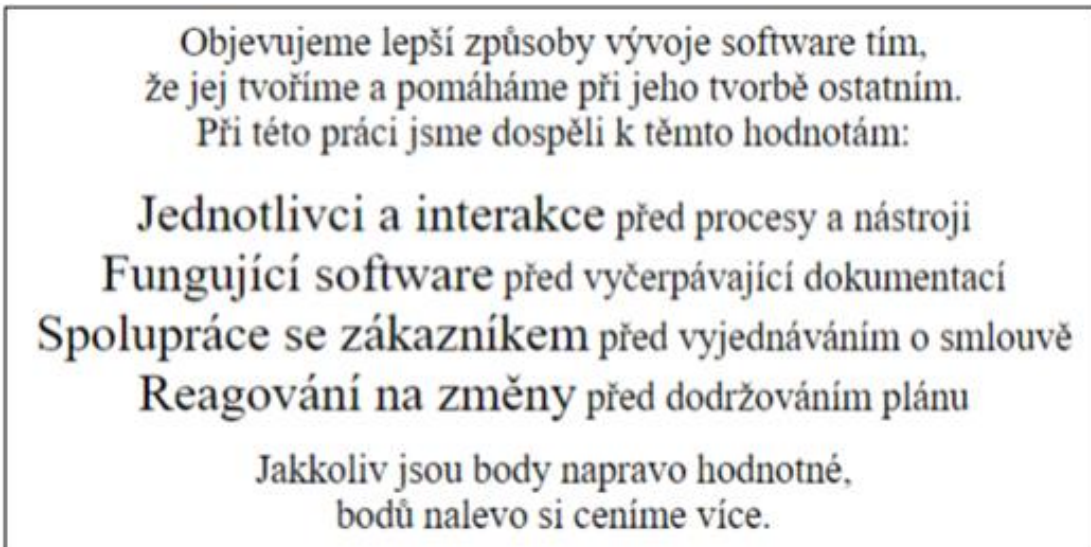 Objevujeme lepší způsoby vývoje software tím,
že jej tvoříme a pomáháme při jeho tvorbě ostatním.
Při této práci jsme dospěli k těmto hodnotám:
Jednotlivci a interakce před procesy a nástroji
Fungující software před vyčerpávající dokumentací
Spolupráce se zákazníkem před vyjednáváním o smlouvě
Reagování na změny před dodržováním plánu
Jakkoliv jsou body napravo hodnotné,
bodů nalevo si ceníme více.